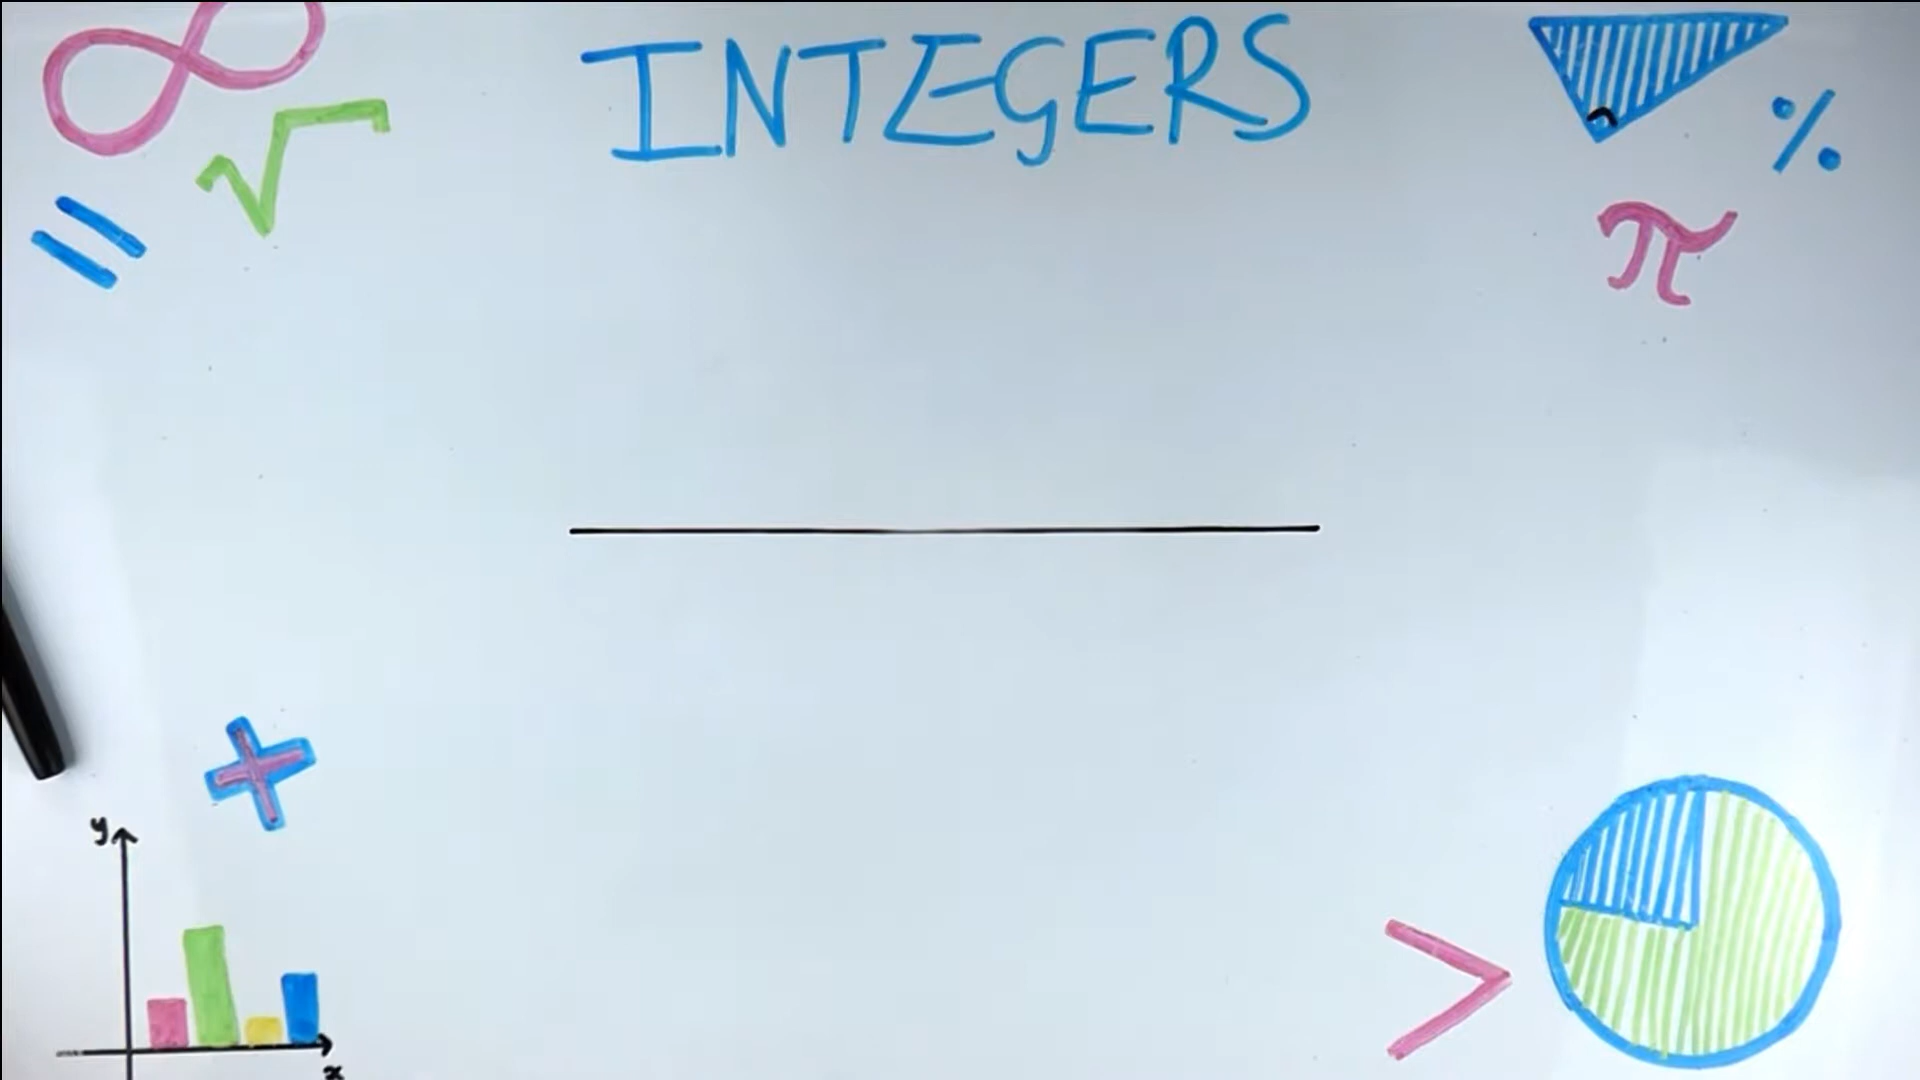 INTEGERS
∞
√
=
%
π
+
y
x
>